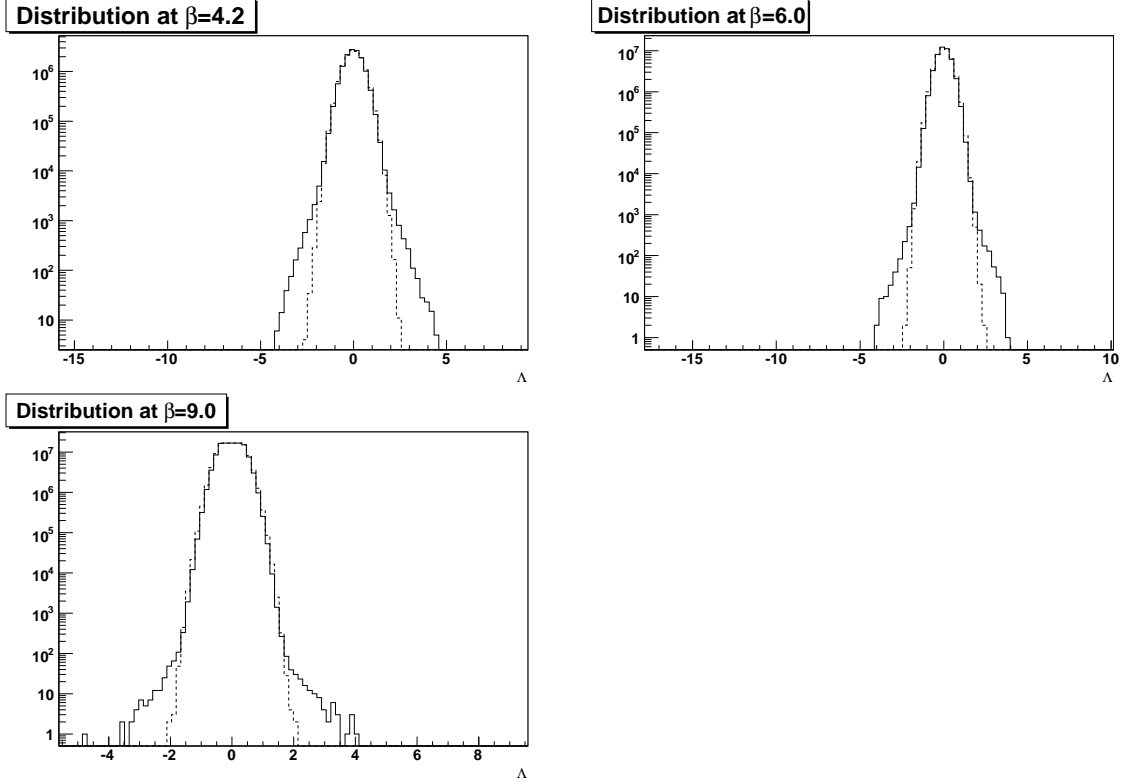 Distribution at β=4.2
10⁶
10⁵
10⁴
10³
10²
10
-15 -10 -5 0 5
Λ
Distribution at β=6.0
10⁷
10⁶
10⁵
10⁴
10³
10²
10
1
-15 -10 -5 0 5 10
Λ
Distribution at β=9.0
10⁷
10⁶
10⁵
10⁴
10³
10²
10
1
-4 -2 0 2 4 6 8
Λ